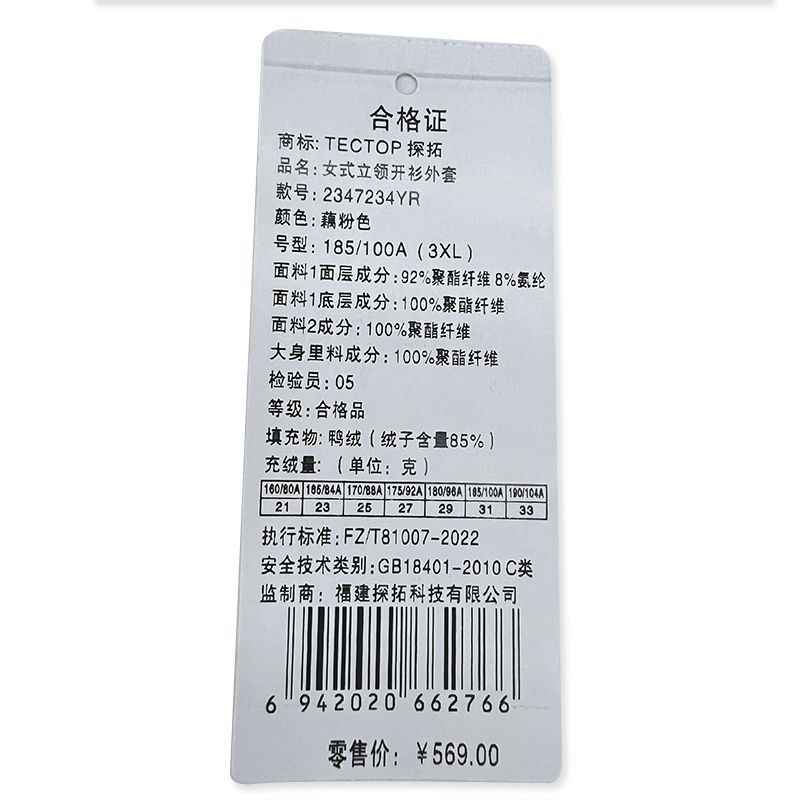 合格证
商标: TECTOP 探拓
品名: 女式立领开衫外套
款号: 2347234YR
颜色: 藕粉色
号型: 185/100A (3XL)
面料1面层成分: 92%聚酯纤维 8%氨纶
面料1底层成分: 100%聚酯纤维
面料2成分: 100%聚酯纤维
大身里料成分: 100%聚酯纤维
检验员: 05
等级: 合格品
填充物: 鸭绒 (绒子含量85%)
充绒量: (单位: 克)
160/80A 165/84A 170/88A 175/92A 180/96A 185/100A 190/104A
21 23 25 27 29 31 33
执行标准: FZ/T81007-2022
安全技术类别: GB18401-2010 C类
监制商: 福建探拓科技有限公司
6 942020 662766
零售价: ¥569.00